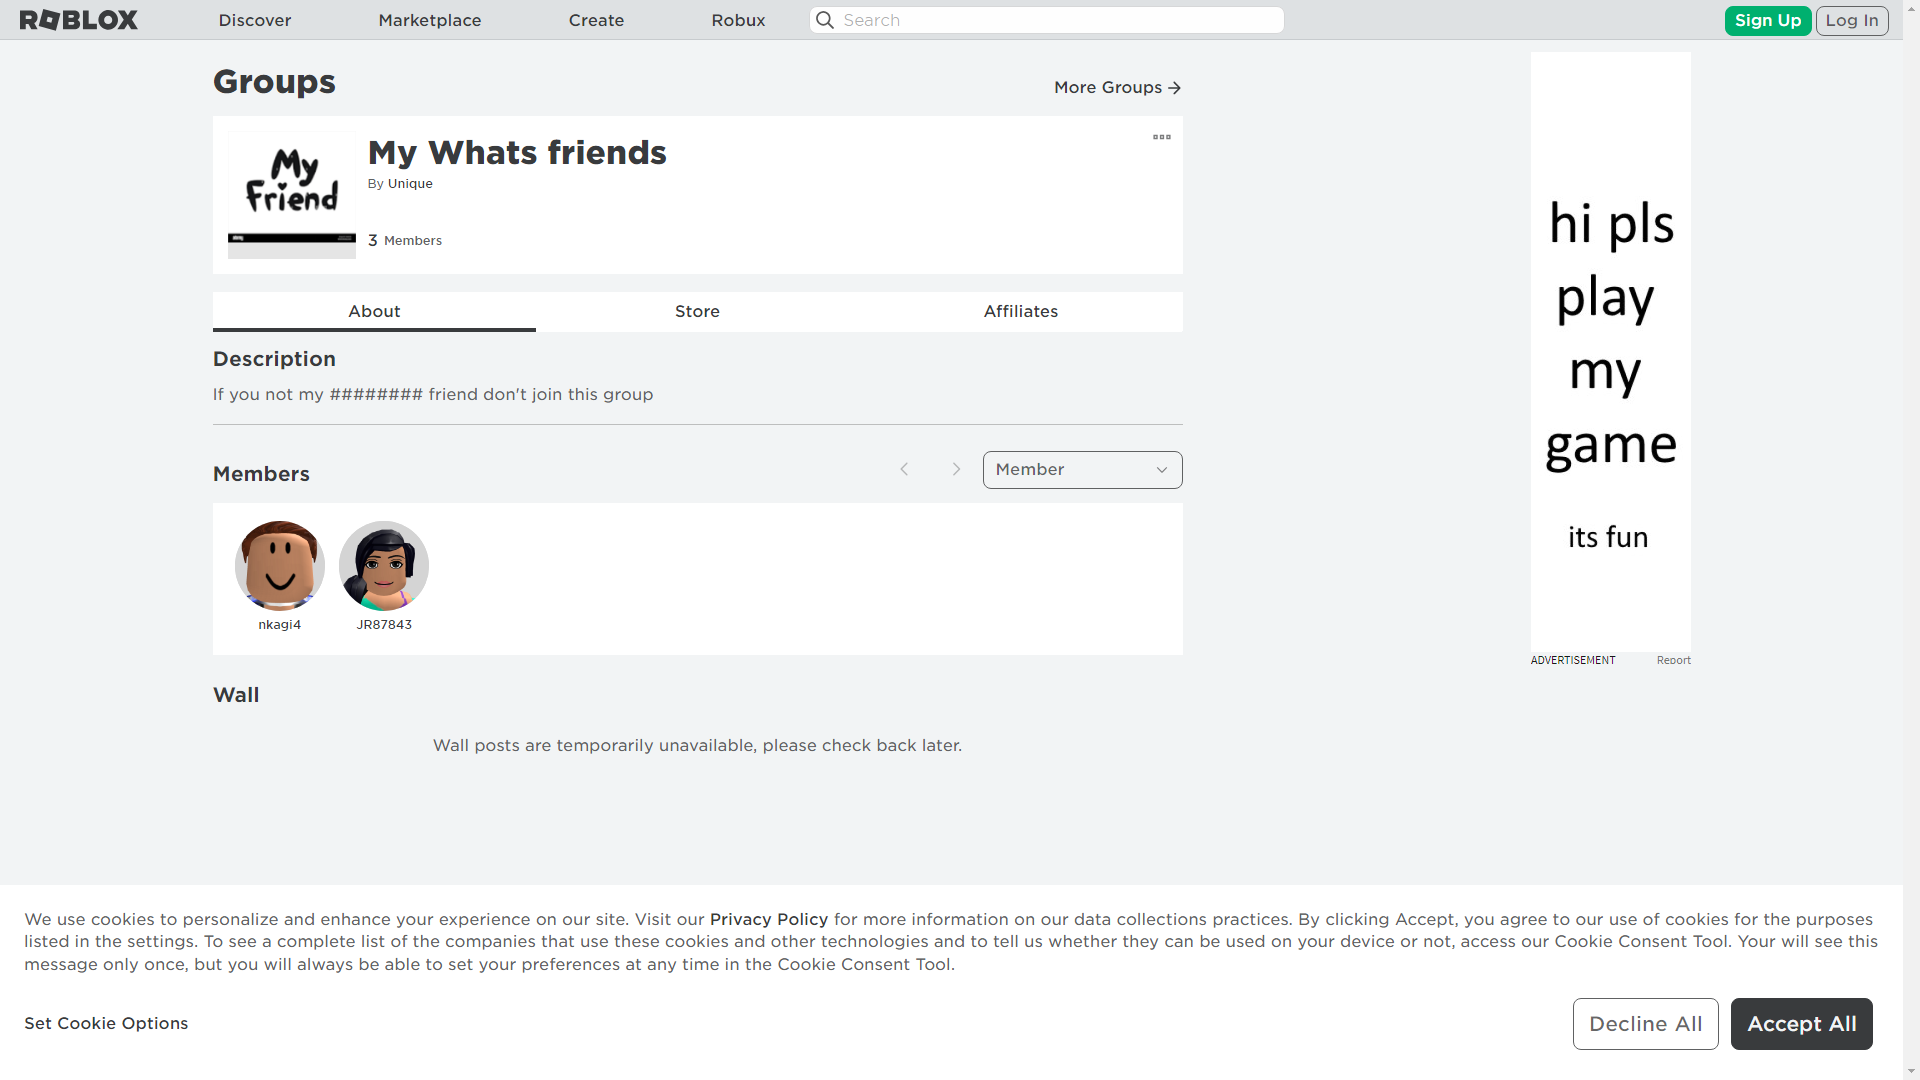 ROBLOX
Discover
Marketplace
Create
Robux
Search
Sign Up
Log In
Groups
More Groups
My Friend
My Whats friends
By Unique
3 Members
About
Store
Affiliates
Description
If you not my ######## friend don't join this group
Members
Member
nkagi4
JR87843
Wall
Wall posts are temporarily unavailable, please check back later.
hi pls
play
my
game
its fun
ADVERTISEMENT
Report
We use cookies to personalize and enhance your experience on our site. Visit our Privacy Policy for more information on our data collections practices. By clicking Accept, you agree to our use of cookies for the purposes
listed in the settings. To see a complete list of the companies that use these cookies and other technologies and to tell us whether they can be used on your device or not, access our Cookie Consent Tool. Your will see this
message only once, but you will always be able to set your preferences at any time in the Cookie Consent Tool.
Set Cookie Options
Decline All
Accept All